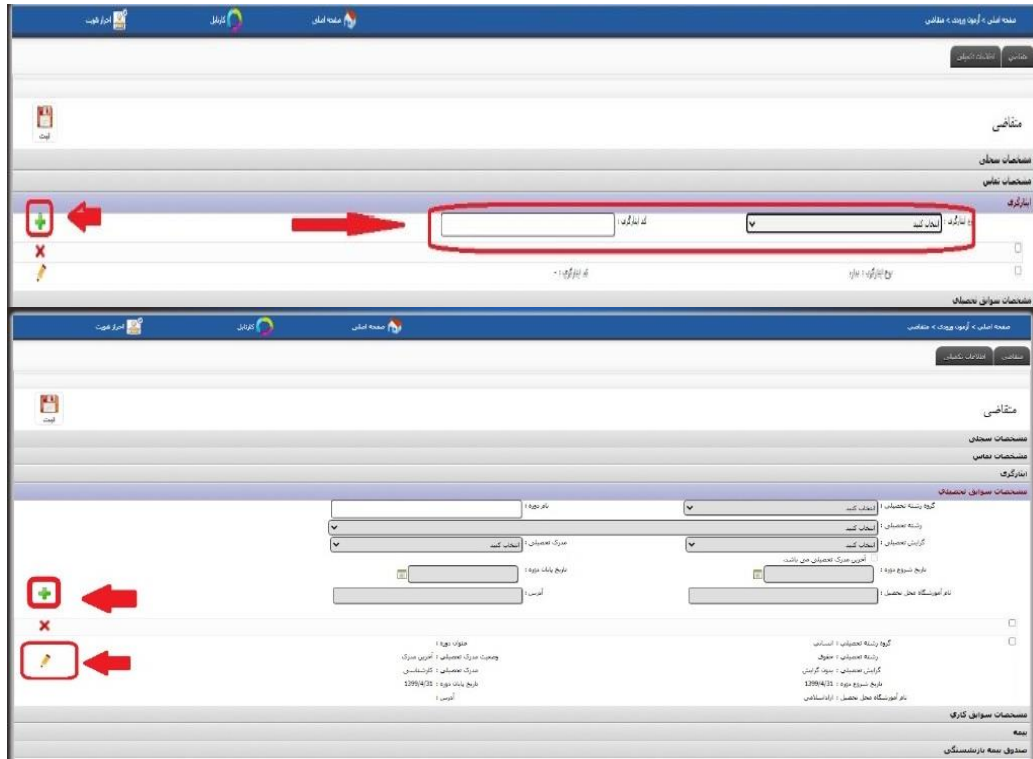 صفحه اصلی > آزمون ورودی > متقاضی صفحه اصلی کارتابل احراز هویت
متقاضی اطلاعات تکمیلی
متقاضی
ثبت
مشخصات سجلی
مشخصات تماس
ایثارگری
نوع ایثارگری : انتخاب کنید کد ایثارگری :
نوع ایثارگری : ندارد کد ایثارگری : -
مشخصات سوابق تحصیلی
صفحه اصلی > آزمون ورودی > متقاضی صفحه اصلی کارتابل احراز هویت
متقاضی اطلاعات تکمیلی
متقاضی
ثبت
مشخصات سجلی
مشخصات تماس
ایثارگری
مشخصات سوابق تحصیلی
گروه رشته تحصیلی : انتخاب کنید نام دوره :
رشته تحصیلی : انتخاب کنید
گرایش تحصیلی : انتخاب کنید مدرک تحصیلی : انتخاب کنید
آخرین مدرک تحصیلی می باشد.
تاریخ شروع دوره : تاریخ پایان دوره :
نام آموزشگاه محل تحصیل : آدرس :
گروه رشته تحصیلی : انسانی عنوان دوره :
رشته تحصیلی : حقوق وضعیت مدرک تحصیلی : آخرین مدرک
گرایش تحصیلی : بدون گرایش مدرک تحصیلی : کارشناسی
تاریخ شروع دوره : 1399/4/31 تاریخ پایان دوره : 1399/4/31
نام آموزشگاه محل تحصیل : ازاداسلامی آدرس :
مشخصات سوابق کاری
بیمه
صندوق بیمه بازنشستگی